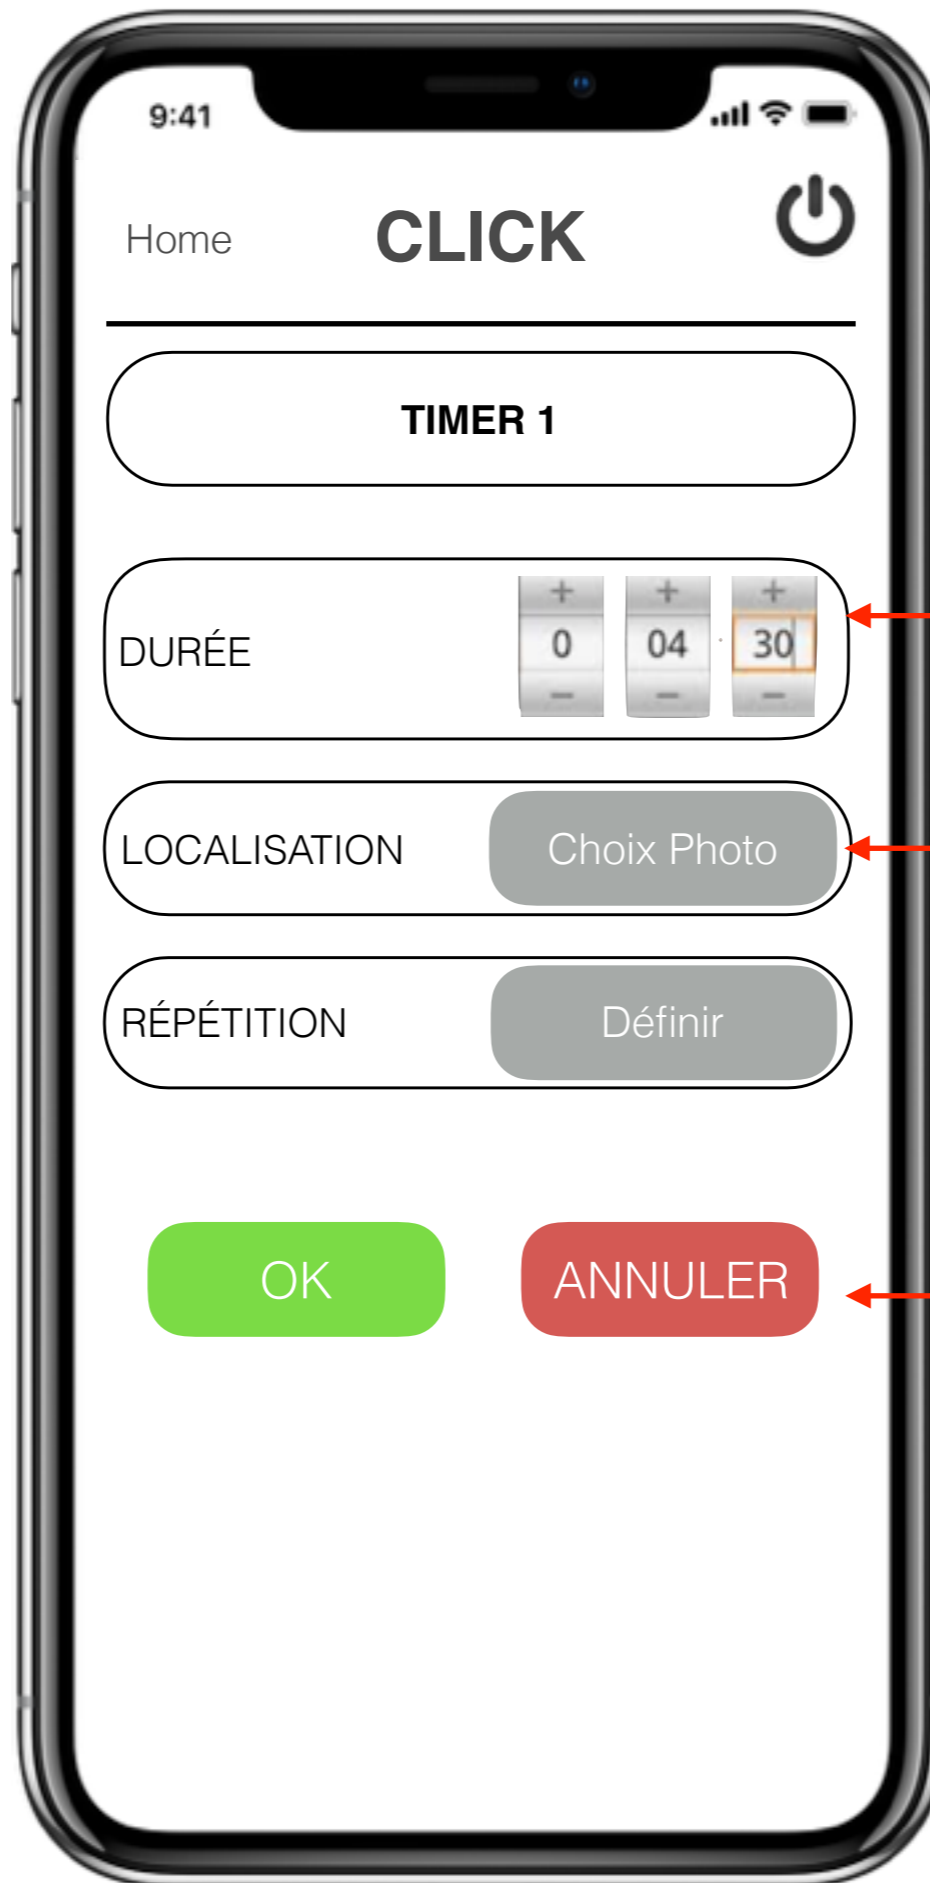 9:41
Home CLICK
TIMER 1
+ + +
DURÉE 0 04 30
- - -
LOCALISATION Choix Photo
RÉPÉTITION Définir
OK ANNULER